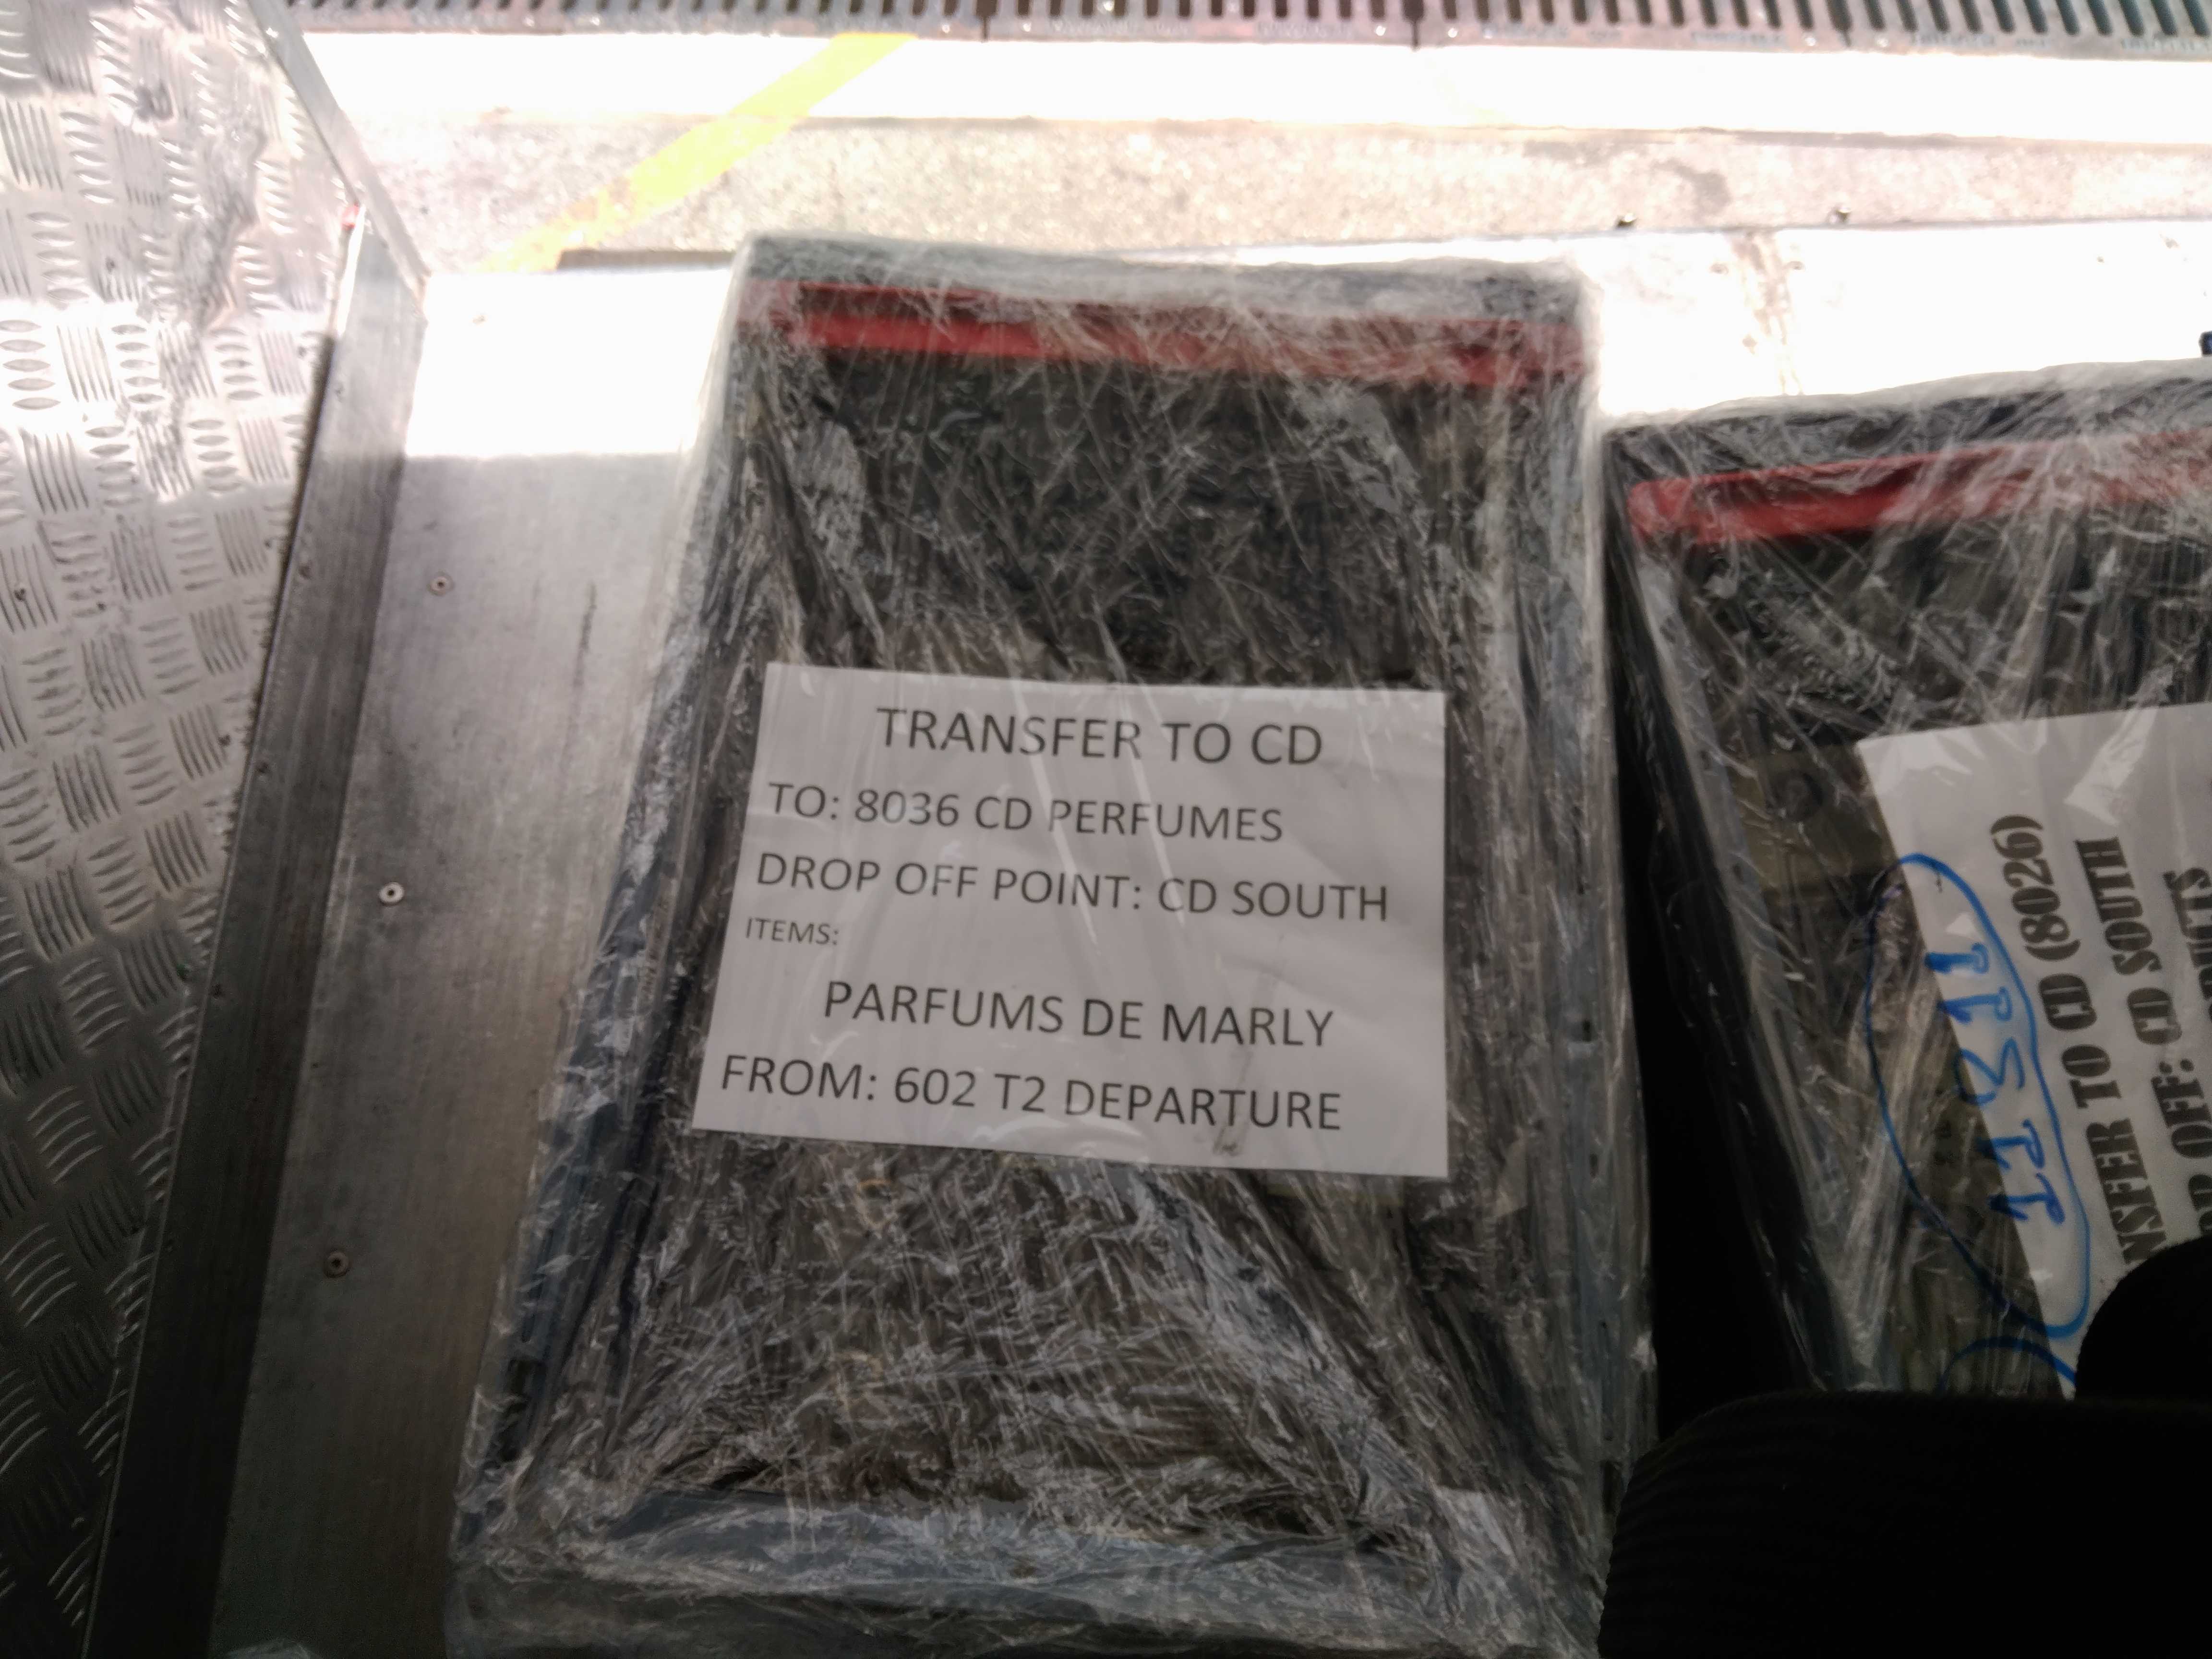 TRANSFER TO CD
TO: 8036 CD PERFUMES
DROP OFF POINT: CD SOUTH
ITEMS:
PARFUMS DE MARLY
FROM: 602 T2 DEPARTURE
TO CD (8026)
OFF: CD SOUTH